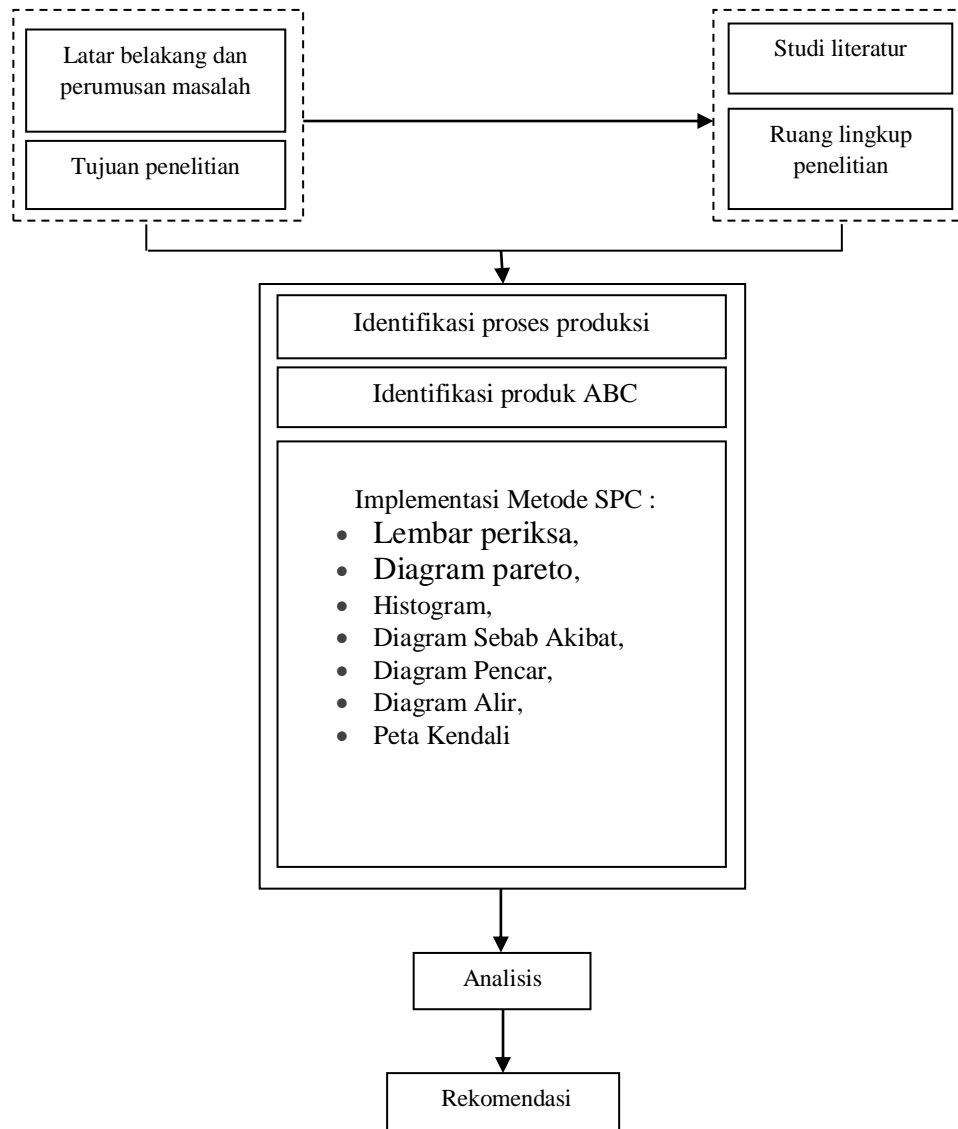 Latar belakang dan
perumusan masalah
Tujuan penelitian
Studi literatur
Ruang lingkup
penelitian
Identifikasi proses produksi
Identifikasi produk ABC
Implementasi Metode SPC :
• Lembar periksa,
• Diagram pareto,
• Histogram,
• Diagram Sebab Akibat,
• Diagram Pencar,
• Diagram Alir,
• Peta Kendali
Analisis
Rekomendasi